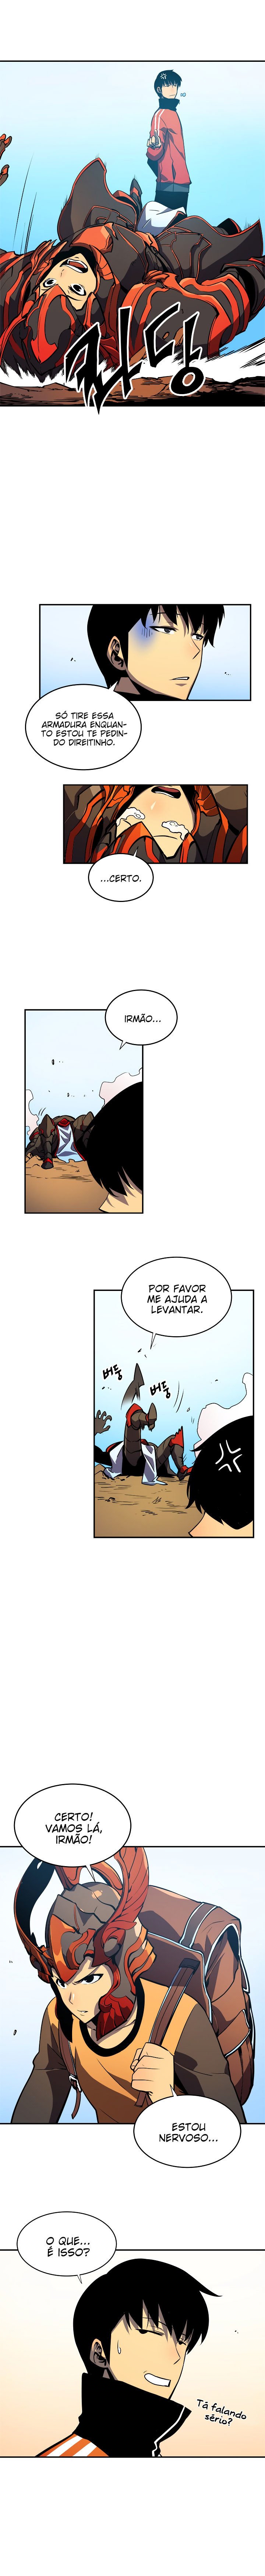 콰당
SÓ TIRE ESSA
ARMADURA ENQUAN-
TO ESTOU TE PEDIN-
DO DIREITINHO.
...CERTO.
IRMÃO...
POR FAVOR
ME AJUDA A
LEVANTAR.
버둥
버둥
CERTO!
VAMOS LÁ,
IRMÃO!
ESTOU
NERVOSO...
O QUE...
É ISSO?
Tá falando
sério?